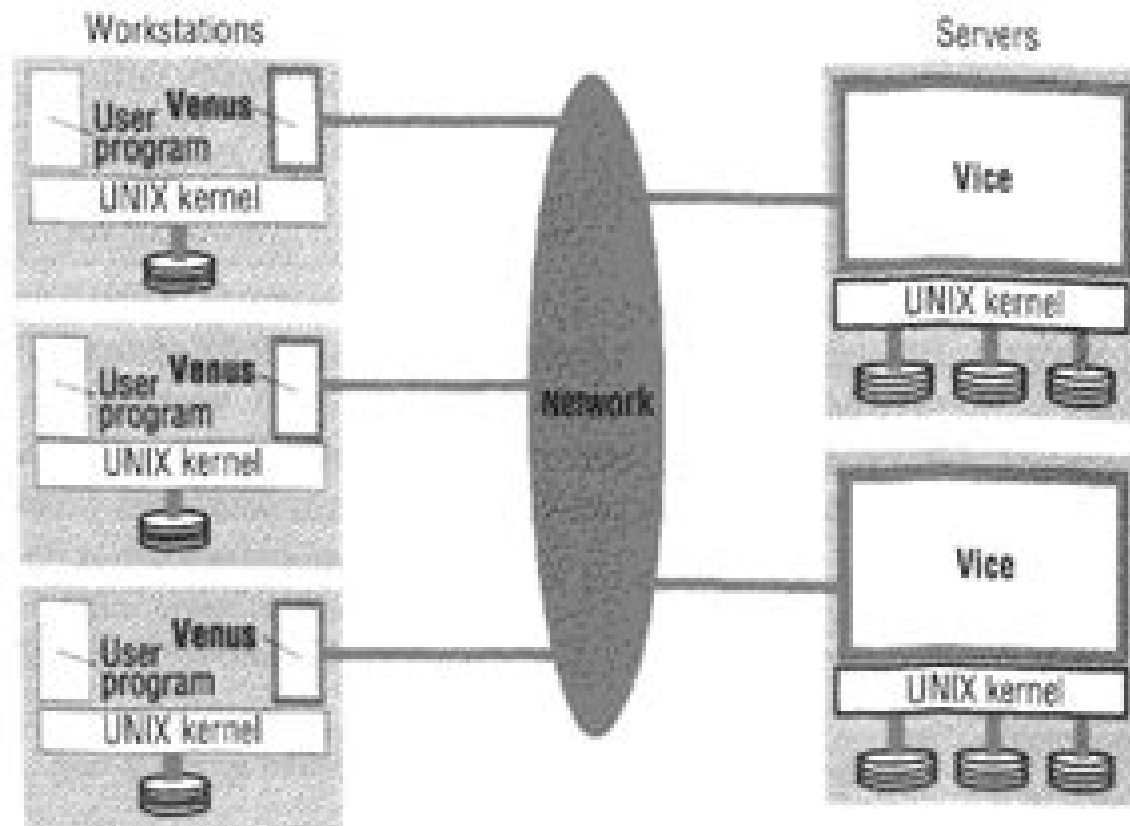 Workstations
User
program
Venus
UNIX kernel
User
program
Venus
UNIX kernel
User
program
Venus
UNIX kernel
Network
Servers
Vice
UNIX kernel
Vice
UNIX kernel